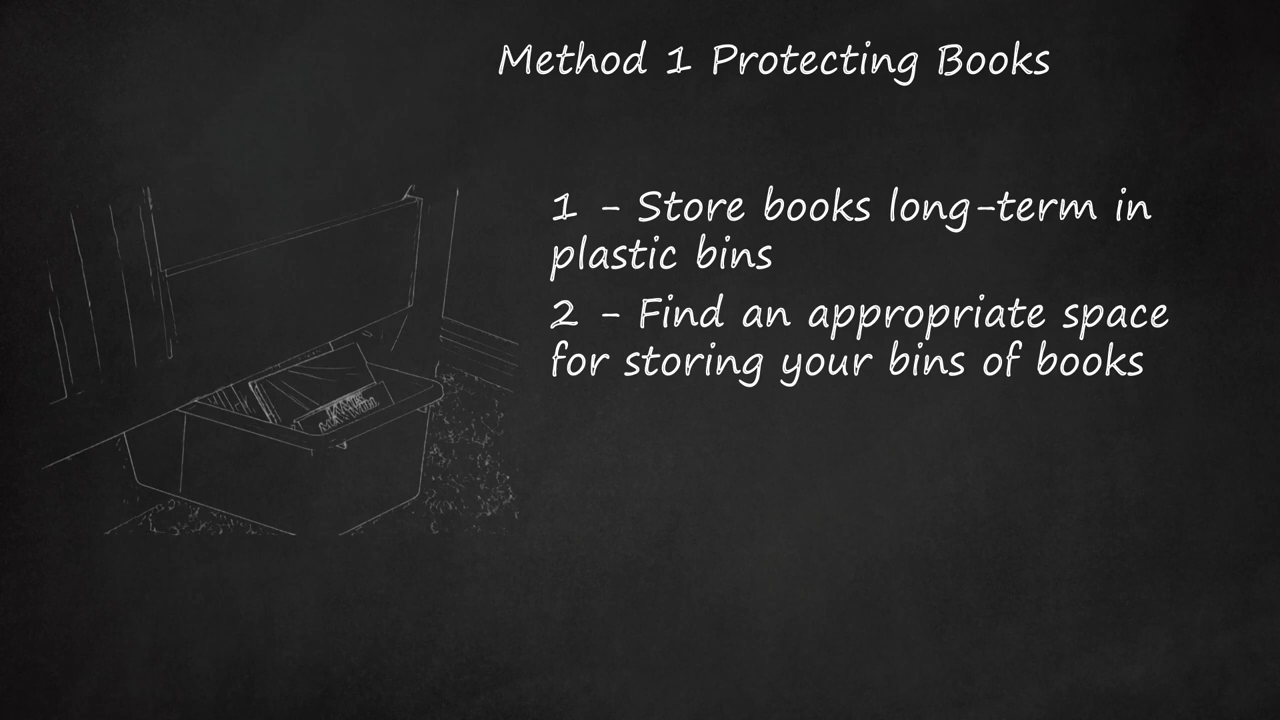 Method 1 Protecting Books
1 - Store books long-term in
plastic bins
2 - Find an appropriate space
for storing your bins of books